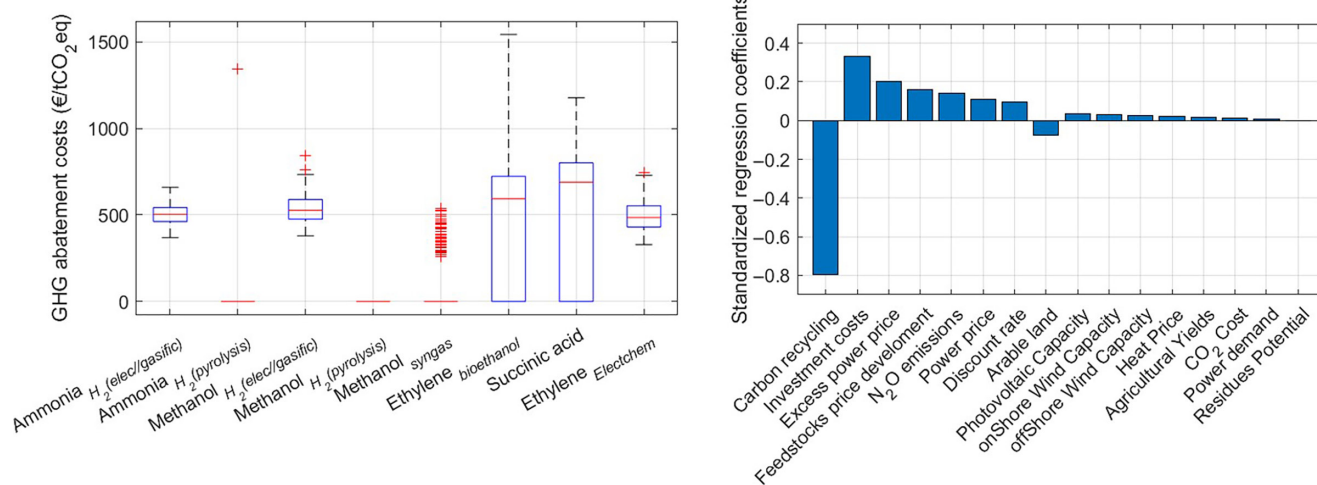 GHG abatement costs (€/tCO2eq)
1500
1000
500
0
Ammonia H2(elec//gasific)
Ammonia H2(pyrolysis)
Methanol H2(elec//gasific)
Methanol H2(pyrolysis)
Methanol syngas
Ethylene bioethanol
Succinic acid
Ethylene Electchem
Standardized regression coefficients
0.4
0.2
0
−0.2
−0.4
−0.6
−0.8
Carbon recycling
Investment costs
Excess power price
Feedstocks price develpment
N2O emissions
Power price
Discount rate
Arable land
Photovoltaic Capacity
onShore Wind Capacity
offShore Wind Capacity
Heat Price
Agricultural Yields
CO2 Cost
Power demand
Residues Potential